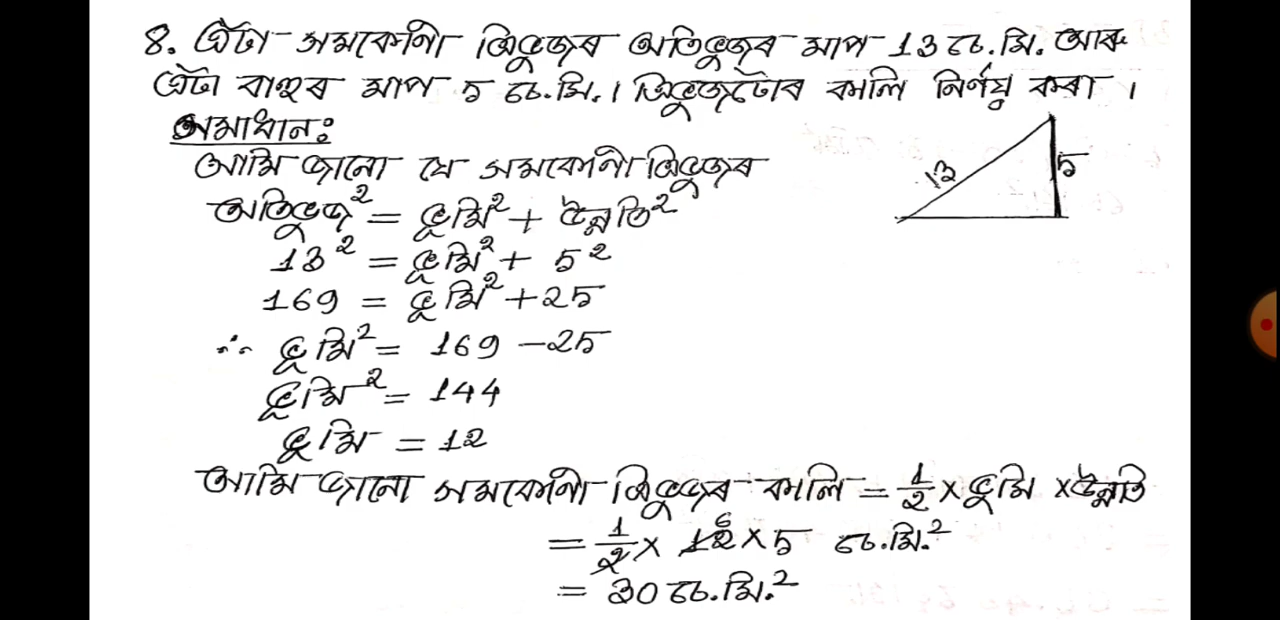 8. এটা সমকোণী ত্ৰিভুজৰ অতিভুজৰ মাপ 13 চে.মি. আৰু
এটা বাহুৰ মাপ 5 চে.মি.। ত্ৰিভুজটোৰ কালি নিৰ্ণয় কৰা।
সমাধান:
আমি জানো যে সমকোণী ত্ৰিভুজৰ
13
5
অতিভুজ² = ভূমি² + উন্নতি²
13² = ভূমি² + 5²
169 = ভূমি² + 25
∴ ভূমি² = 169 - 25
ভূমি² = 144
ভূমি = 12
আমি জানো সমকোণী ত্ৰিভুজৰ কালি = 1/2 × ভূমি × উন্নতি
= 1/2 × 12 6 × 5 চে.মি.²
= 30 চে.মি.²